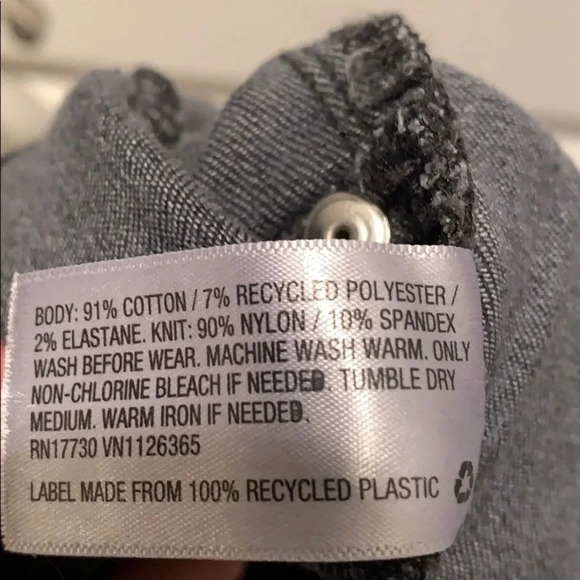 BODY: 91% COTTON / 7% RECYCLED POLYESTER /
2% ELASTANE. KNIT: 90% NYLON / 10% SPANDEX
WASH BEFORE WEAR. MACHINE WASH WARM. ONLY
NON-CHLORINE BLEACH IF NEEDED. TUMBLE DRY
MEDIUM. WARM IRON IF NEEDED.
RN17730 VN1126365
LABEL MADE FROM 100% RECYCLED PLASTIC